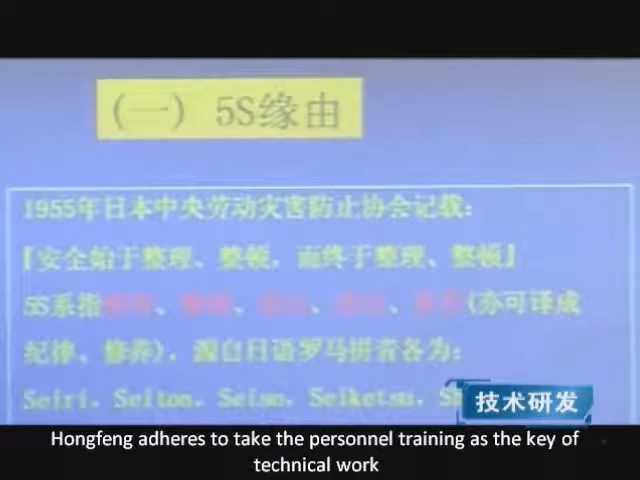 (一) 5S缘由
1955年日本中央劳动灾害防止协会记载:
『安全始于整理、整顿，而终于整理、整顿』
5S系指、、、、(亦可译成
纪律、修养)，源自日语罗马拼音各为:
Seiri、Seiton、Seiso、Seiketsu、
技术研发
Hongfeng adheres to take the personnel training as the key of
technical work